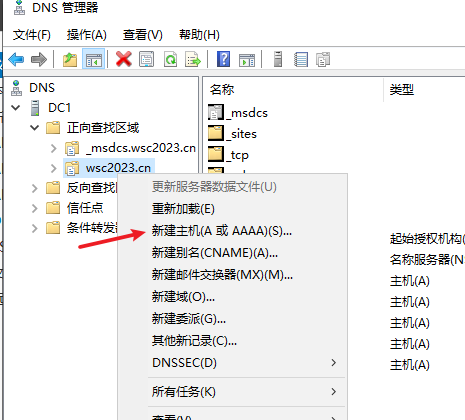 DNS 管理器
文件(F) 操作(A) 查看(V) 帮助(H)
DNS
DC1
正向查找区域
_msdcs.wsc2023.cn
wsc2023.cn
反向查找
信任点
条件转发器
名称 类型
_msdcs
_sites
_tcp
更新服务器数据文件(U)
重新加载(E)
新建主机(A 或 AAAA)(S)...
新建别名(CNAME)(A)...
新建邮件交换器(MX)(M)...
新建域(O)...
新建委派(G)...
其他新记录(C)...
DNSSEC(D)
所有任务(K)
查看(V)
起始授权机构(
名称服务器(N
主机(A)
主机(A)
主机(A)
主机(A)
主机(A)